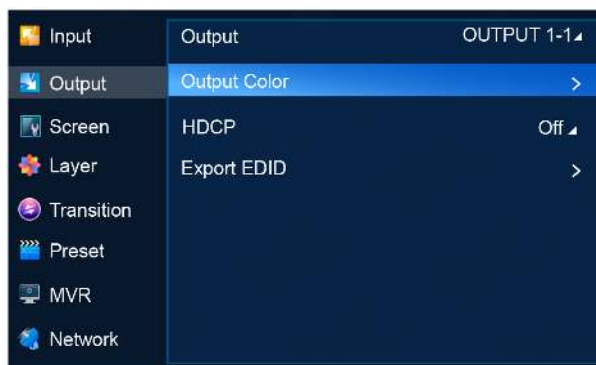 Input
Output
Screen
Layer
Transition
Preset
MVR
Network
Output OUTPUT 1-1
Output Color >
HDCP Off
Export EDID >